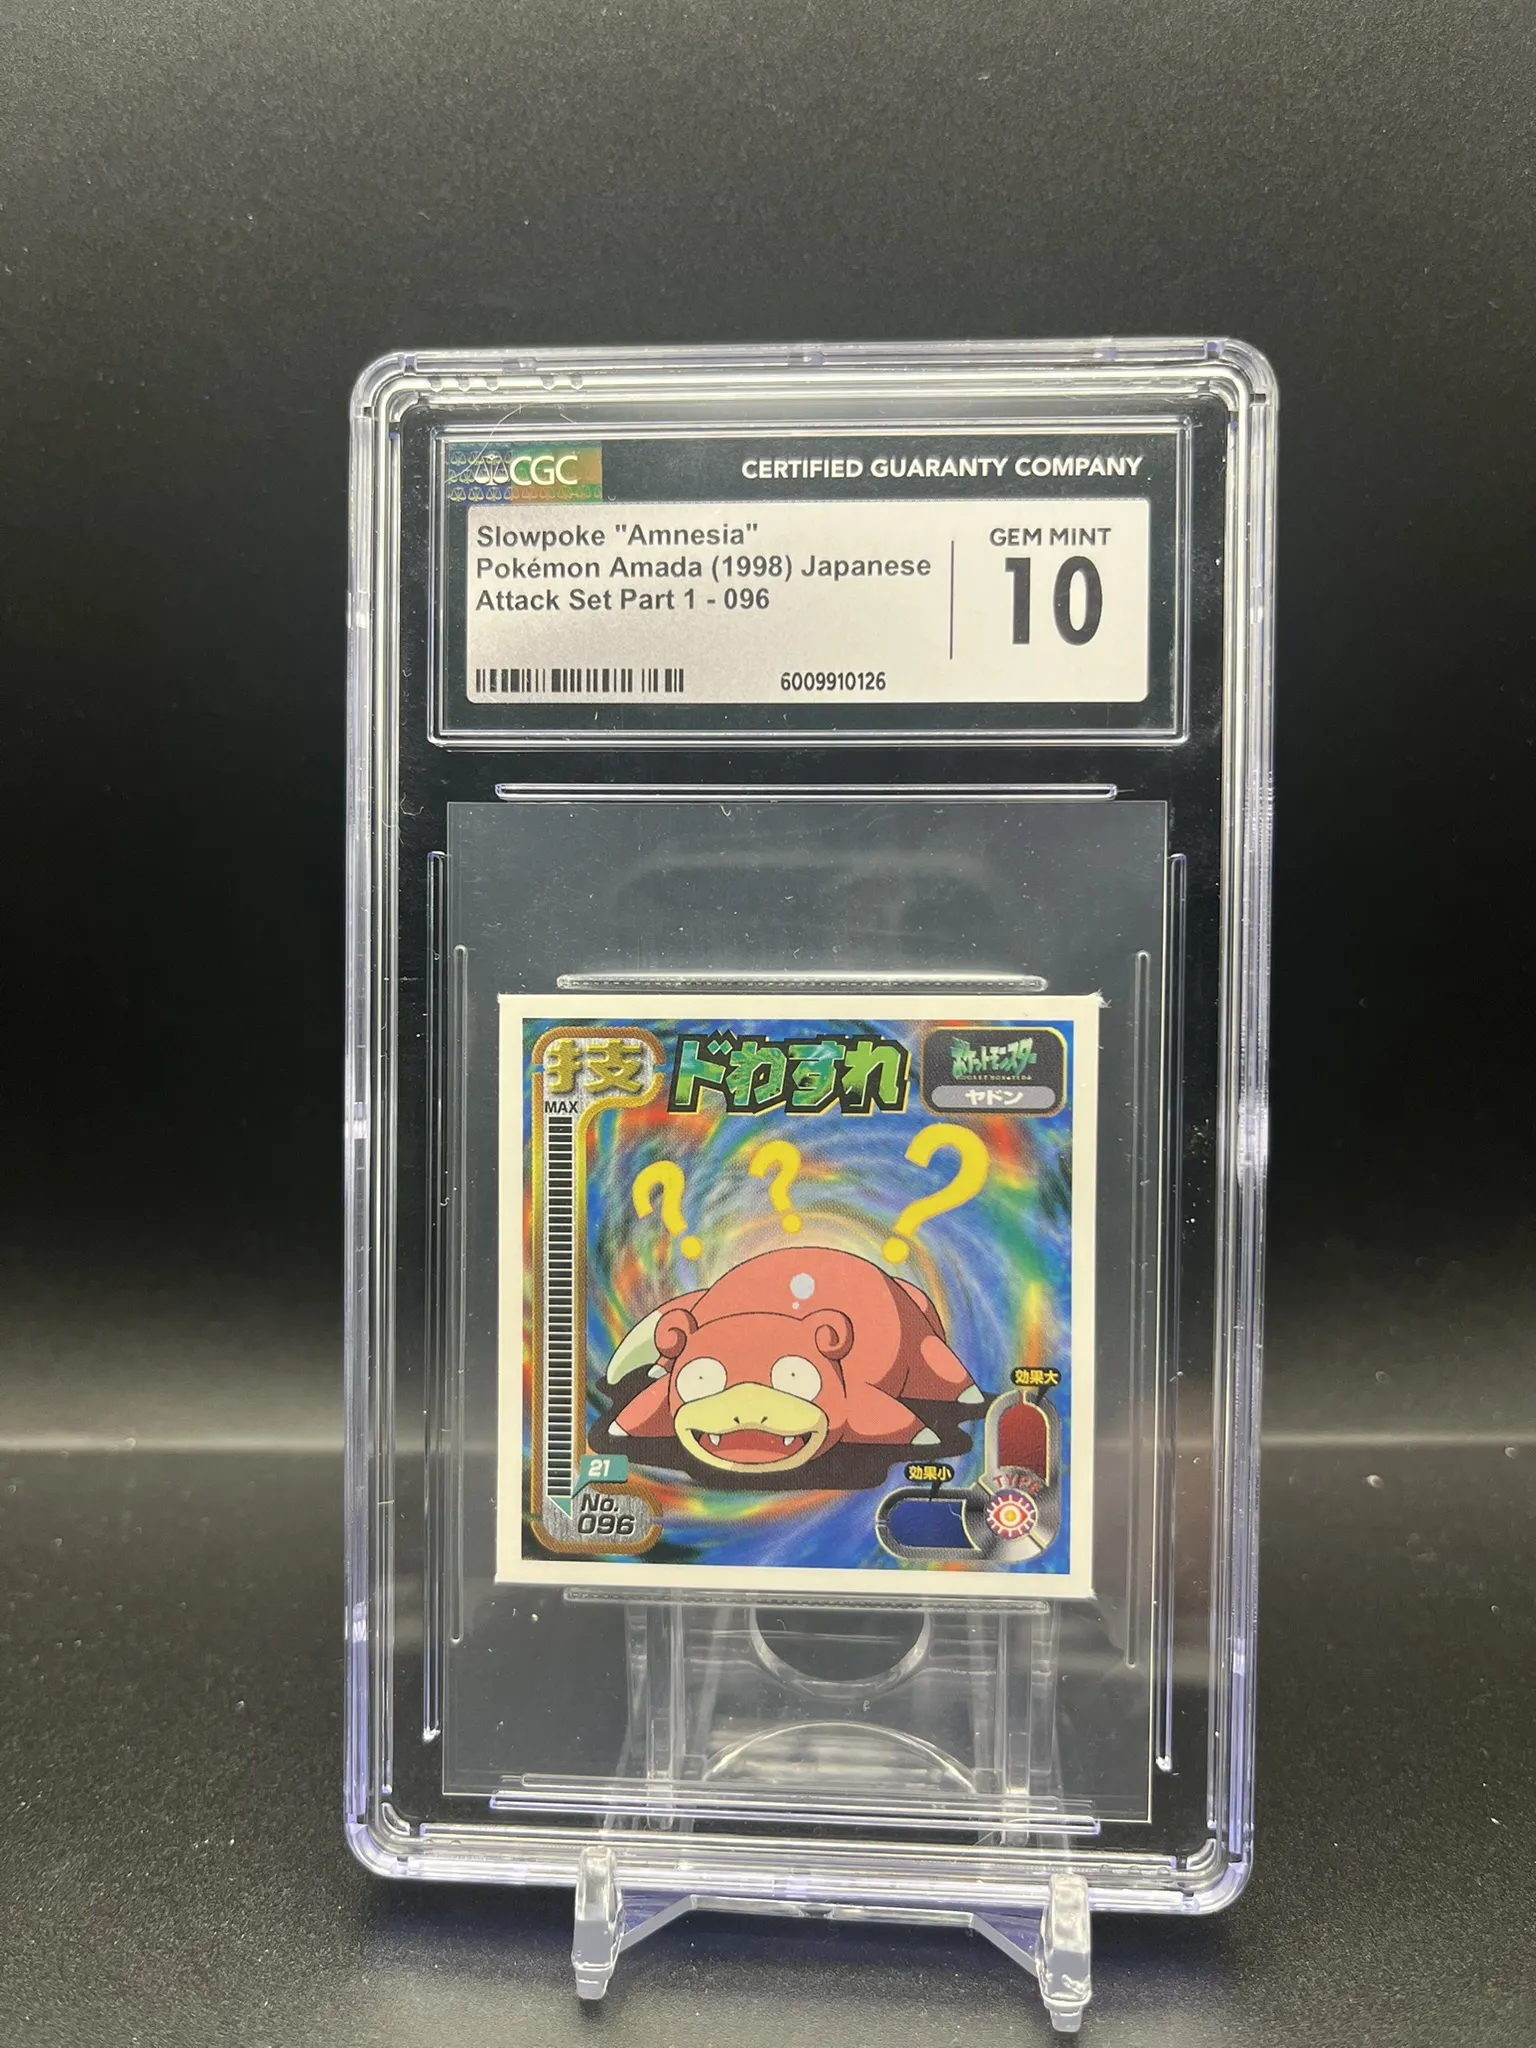 CGC
CERTIFIED GUARANTY COMPANY
Slowpoke "Amnesia"
Pokémon Amada (1998) Japanese
Attack Set Part 1 - 096
GEM MINT
10
6009910126
技
ドわすれ
ポケットモンスター
POCKET MONSTERS
ヤドン
MAX
効果大
21
効果小
TYPE
No.
096